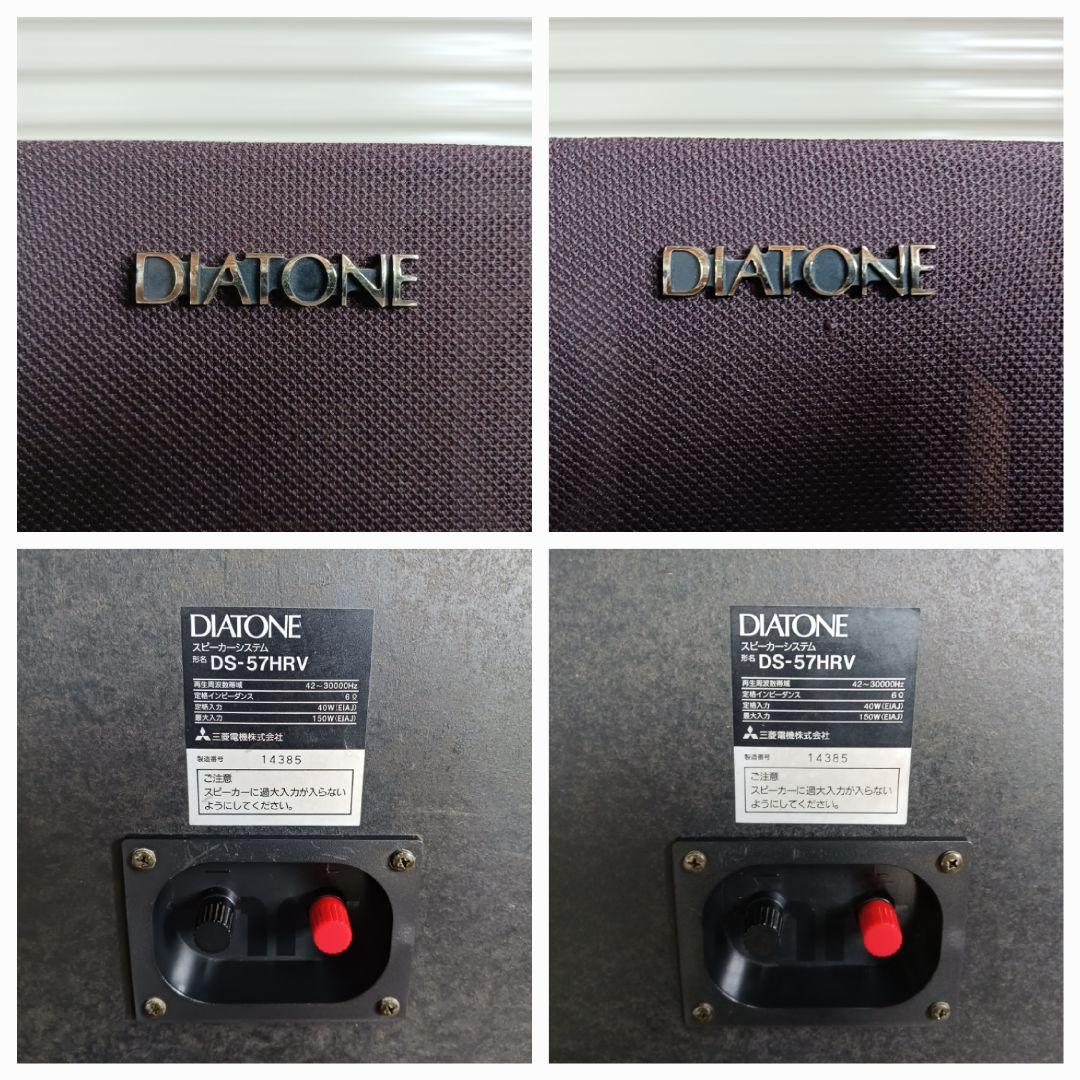 DIATONE
DIATONE
DIATONE
スピーカーシステム
形名 DS-57HRV
再生周波数帯域 42～30000Hz
定格インピーダンス 6Ω
定格入力 40W(EIAJ)
最大入力 150W(EIAJ)
三菱電機株式会社
製造番号 14385
ご注意
スピーカーに過大入力が入らない
ようにしてください。
− +
DIATONE
スピーカーシステム
形名 DS-57HRV
再生周波数帯域 42～30000Hz
定格インピーダンス 6Ω
定格入力 40W(EIAJ)
最大入力 150W(EIAJ)
三菱電機株式会社
製造番号 14385
ご注意
スピーカーに過大入力が入らない
ようにしてください。
− +